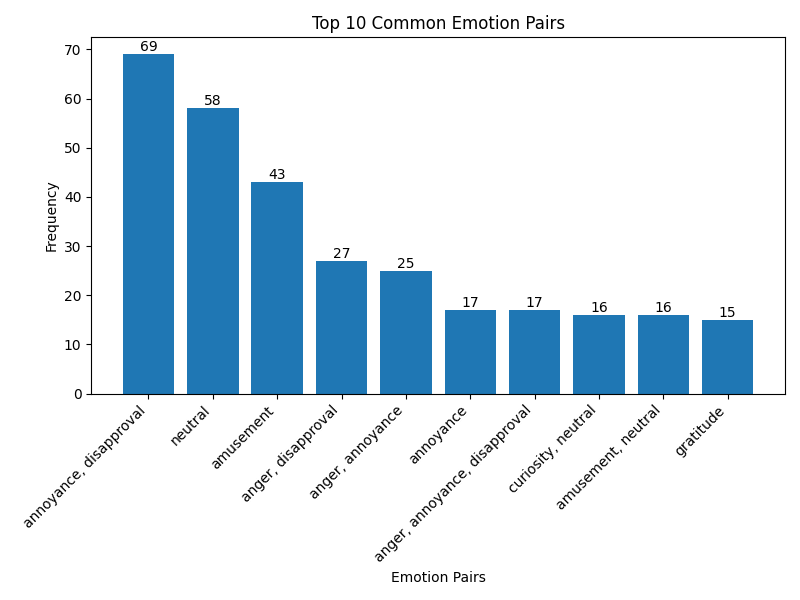 Top 10 Common Emotion Pairs
Frequency
70
60
50
40
30
20
10
0
69
58
43
27
25
17
17
16
16
15
annoyance, disapproval
neutral
amusement
anger, disapproval
anger, annoyance
annoyance
anger, annoyance, disapproval
curiosity, neutral
amusement, neutral
gratitude
Emotion Pairs